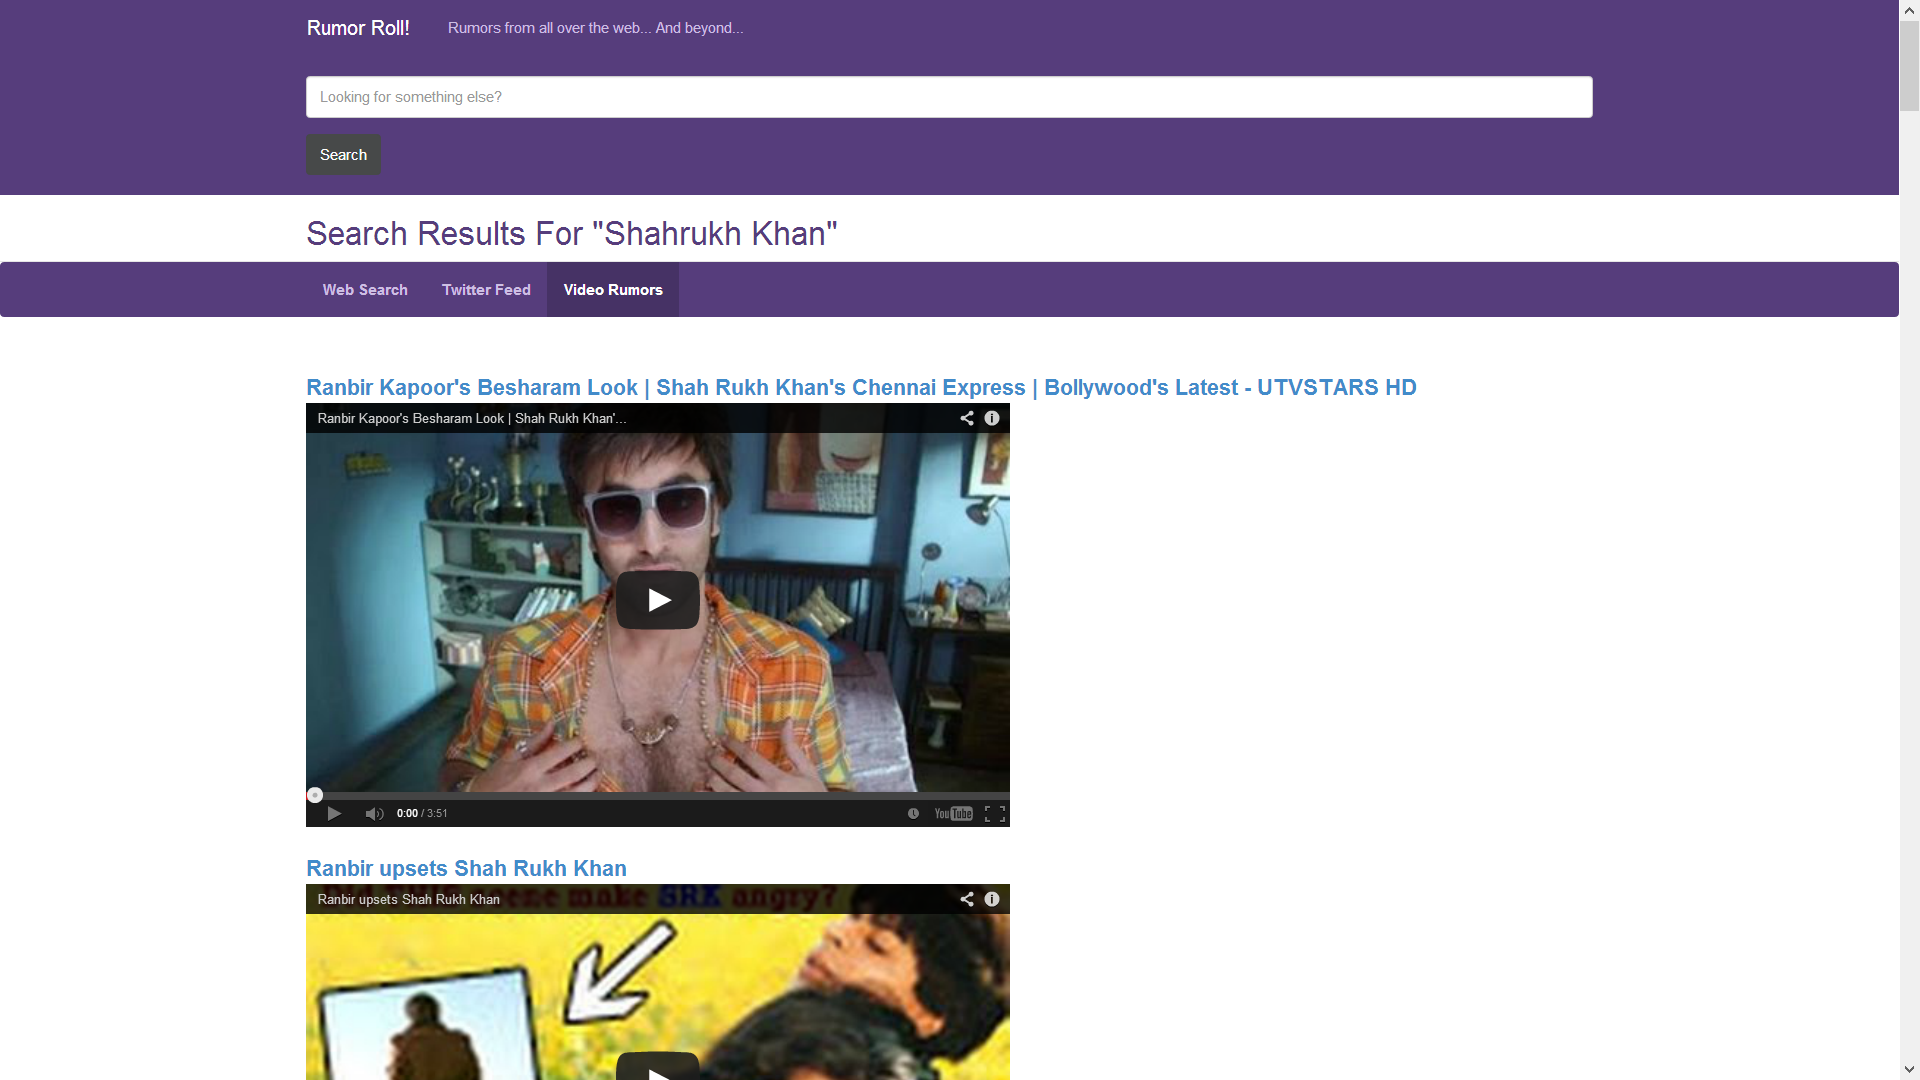 Rumor Roll!
Rumors from all over the web... And beyond...
Looking for something else?
Search
Search Results For "Shahrukh Khan"
Web Search
Twitter Feed
Video Rumors
Ranbir Kapoor's Besharam Look | Shah Rukh Khan's Chennai Express | Bollywood's Latest - UTVSTARS HD
Ranbir Kapoor's Besharam Look | Shah Rukh Khan'...
0:00 / 3:51
YouTube
Ranbir upsets Shah Rukh Khan
Ranbir upsets Shah Rukh Khan
make SRK angry?